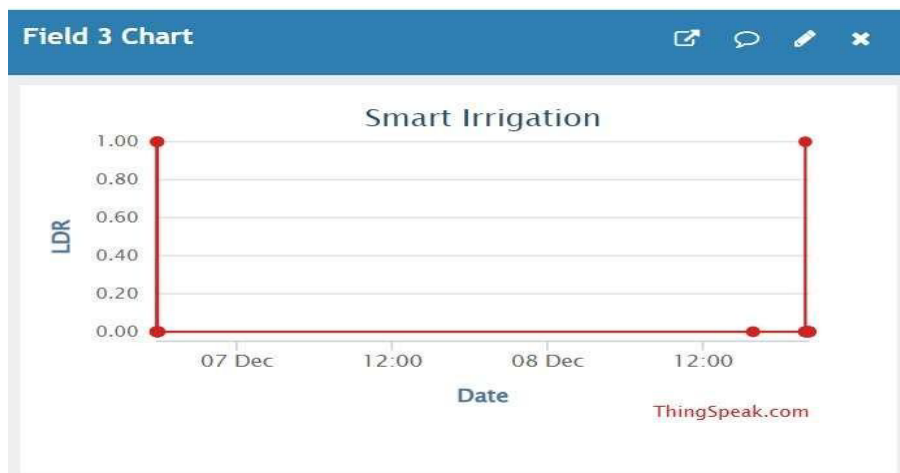 Field 3 Chart
Smart Irrigation
1.00
0.80
0.60
0.40
0.20
0.00
LDR
07 Dec 12:00 08 Dec 12:00
Date
ThingSpeak.com